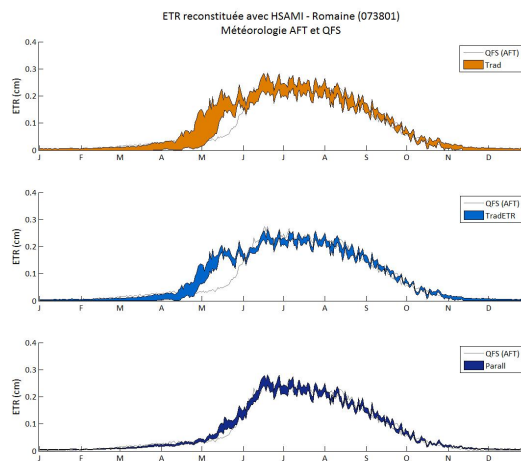 ETR reconstituée avec HSAMI - Romaine (073801)
Météorologie AFT et QFS
QFS (AFT)
Trad
ETR (cm)
0.4
0.3
0.2
0.1
0
J F M A M J J A S O N D
QFS (AFT)
TradETR
ETR (cm)
0.4
0.3
0.2
0.1
0
J F M A M J J A S O N D
QFS (AFT)
Parall
ETR (cm)
0.4
0.3
0.2
0.1
0
J F M A M J J A S O N D